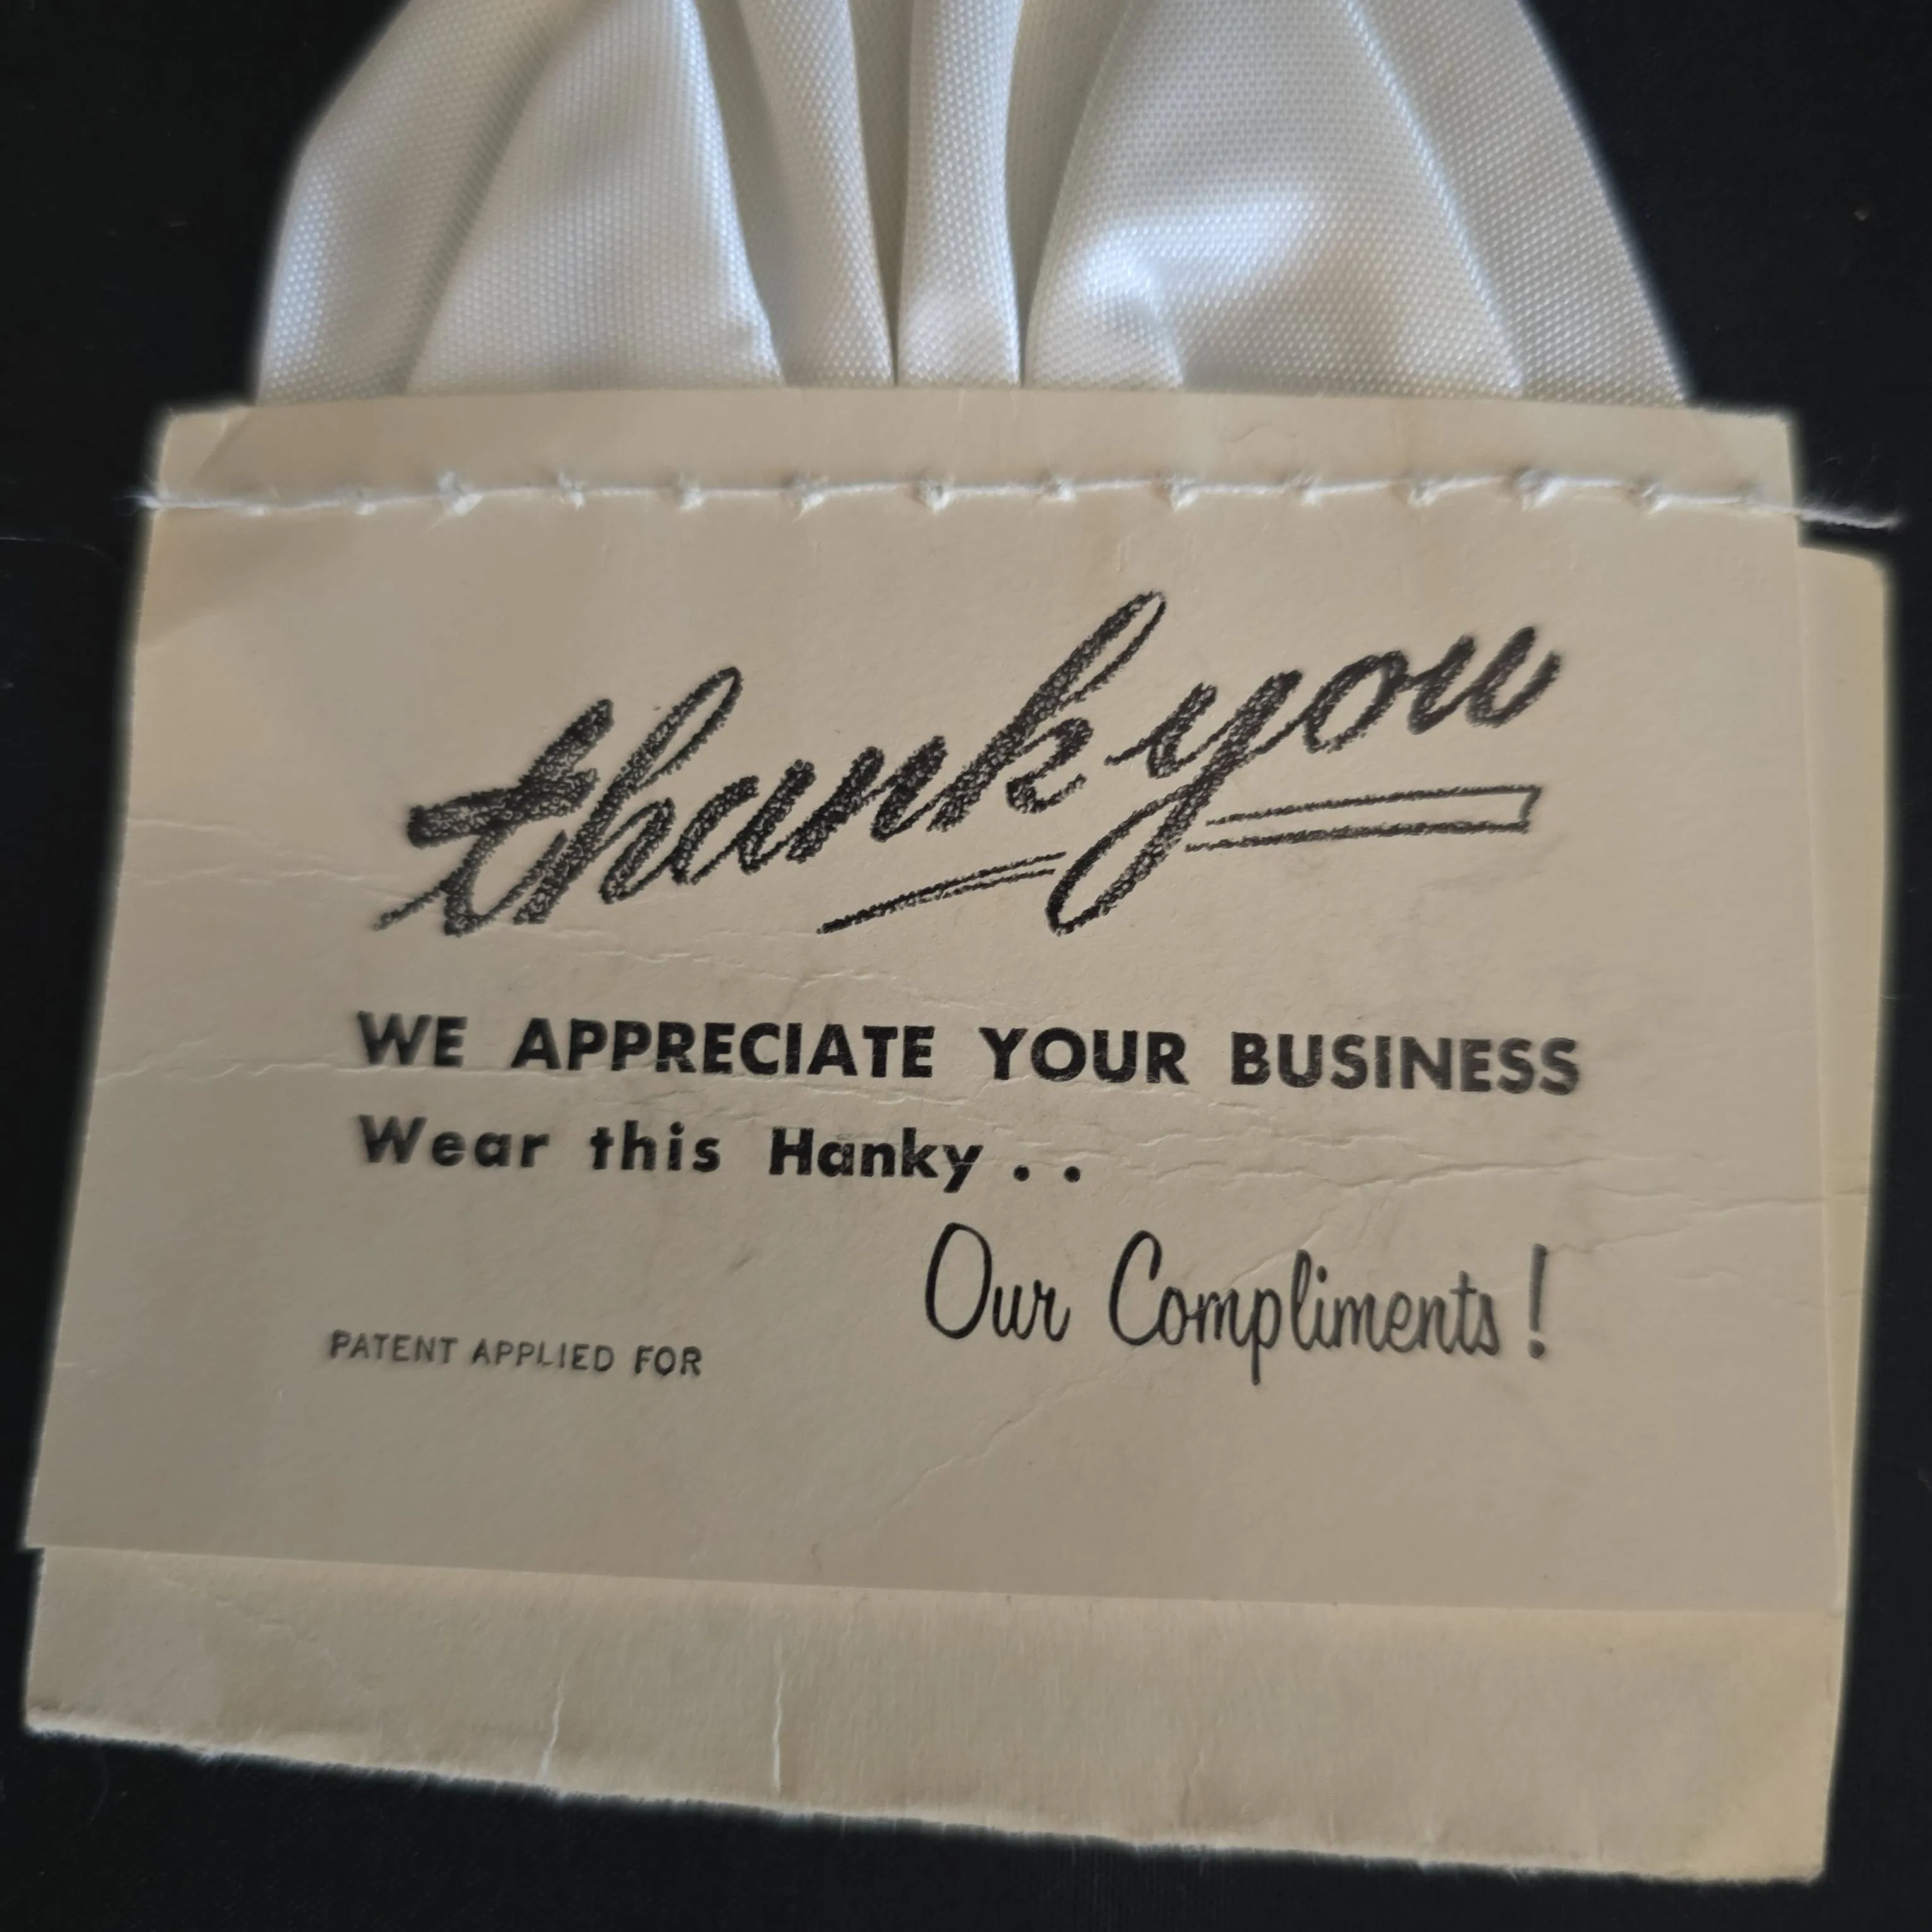 thank you
WE APPRECIATE YOUR BUSINESS
Wear this Hanky . .
Our Compliments !
PATENT APPLIED FOR